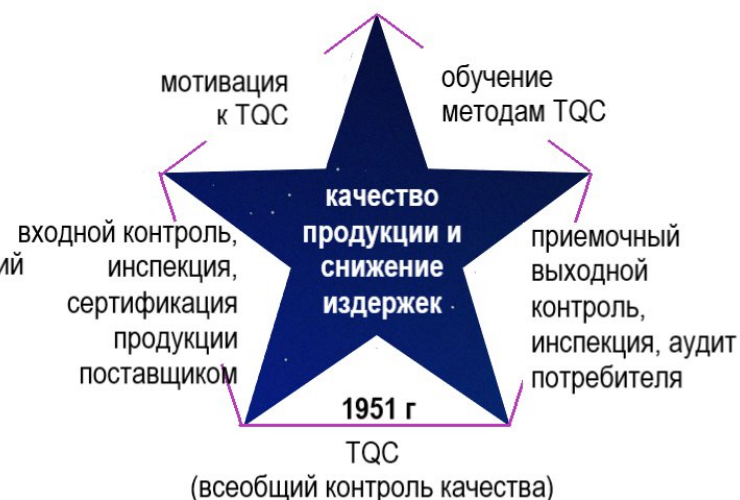 мотивация
к TQC
обучение
методам TQC
качество
продукции и
снижение
издержек
входной контроль,
инспекция,
сертификация
продукции
поставщиком
приемочный
выходной
контроль,
инспекция, аудит
потребителя
1951 г
TQC
(всеобщий контроль качества)